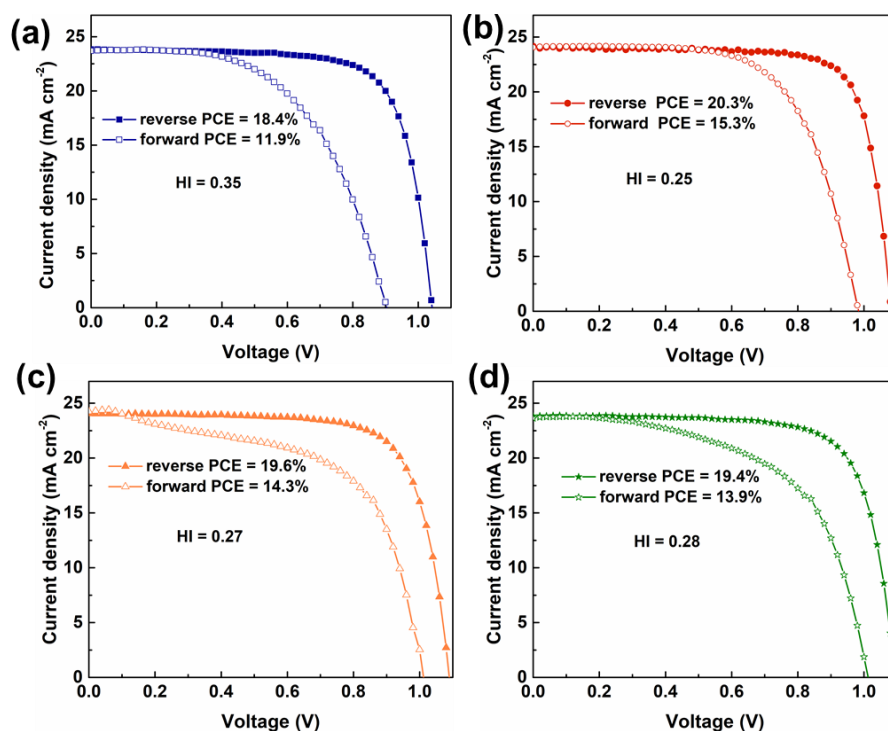 (a)
25
20
15
10
5
0
Current density (mA cm⁻²)
reverse PCE = 18.4%
forward PCE = 11.9%
HI = 0.35
0.0 0.2 0.4 0.6 0.8 1.0
Voltage (V)
(b)
25
20
15
10
5
0
Current density (mA cm⁻²)
reverse PCE = 20.3%
forward PCE = 15.3%
HI = 0.25
0.0 0.2 0.4 0.6 0.8 1.0
Voltage (V)
(c)
25
20
15
10
5
0
Current density (mA cm⁻²)
reverse PCE = 19.6%
forward PCE = 14.3%
HI = 0.27
0.0 0.2 0.4 0.6 0.8 1.0
Voltage (V)
(d)
25
20
15
10
5
0
Current density (mA cm⁻²)
reverse PCE = 19.4%
forward PCE = 13.9%
HI = 0.28
0.0 0.2 0.4 0.6 0.8 1.0
Voltage (V)